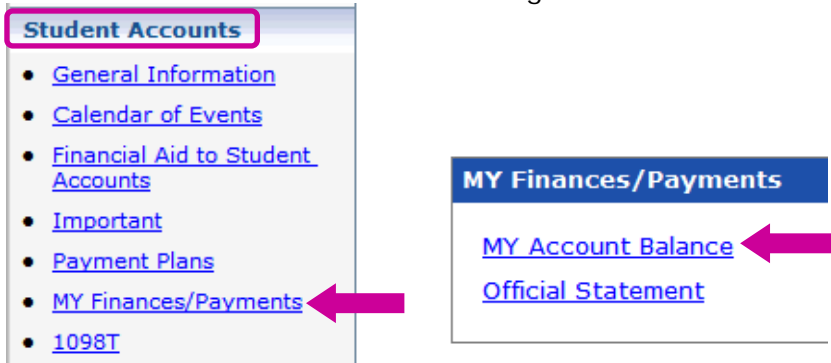 Student Accounts
General Information
Calendar of Events
Financial Aid to Student
Accounts
Important
Payment Plans
MY Finances/Payments
1098T
MY Finances/Payments
MY Account Balance
Official Statement